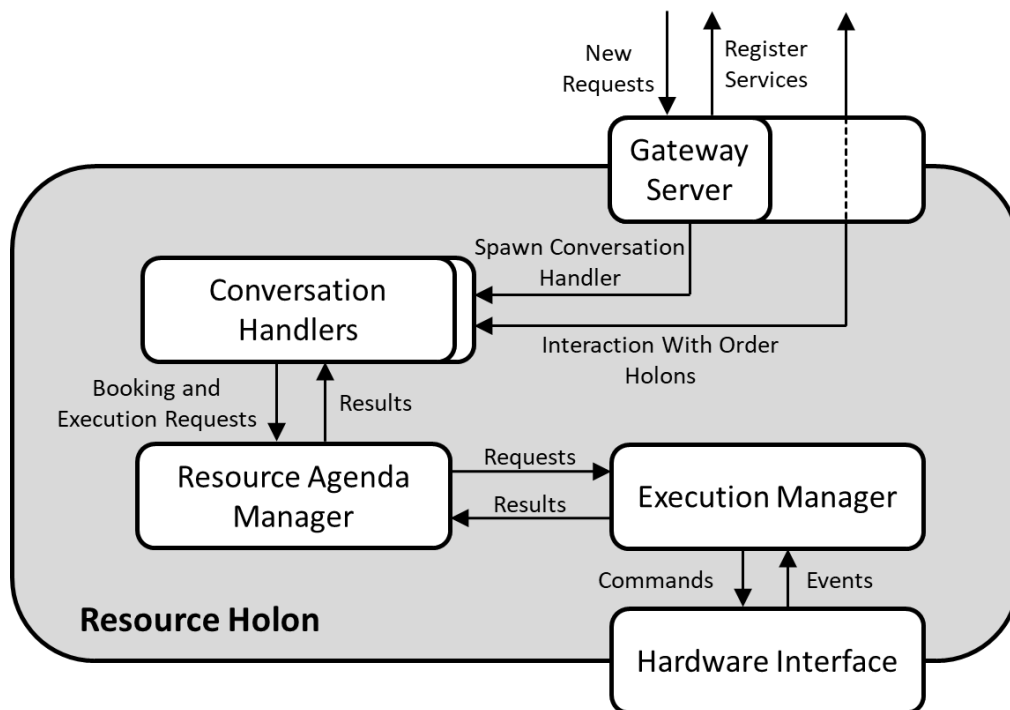 New
Requests
Register
Services
Gateway
Server
Spawn Conversation
Handler
Conversation
Handlers
Interaction With Order
Holons
Booking and
Execution Requests
Results
Resource Agenda
Manager
Requests
Results
Execution Manager
Commands
Events
Resource Holon
Hardware Interface